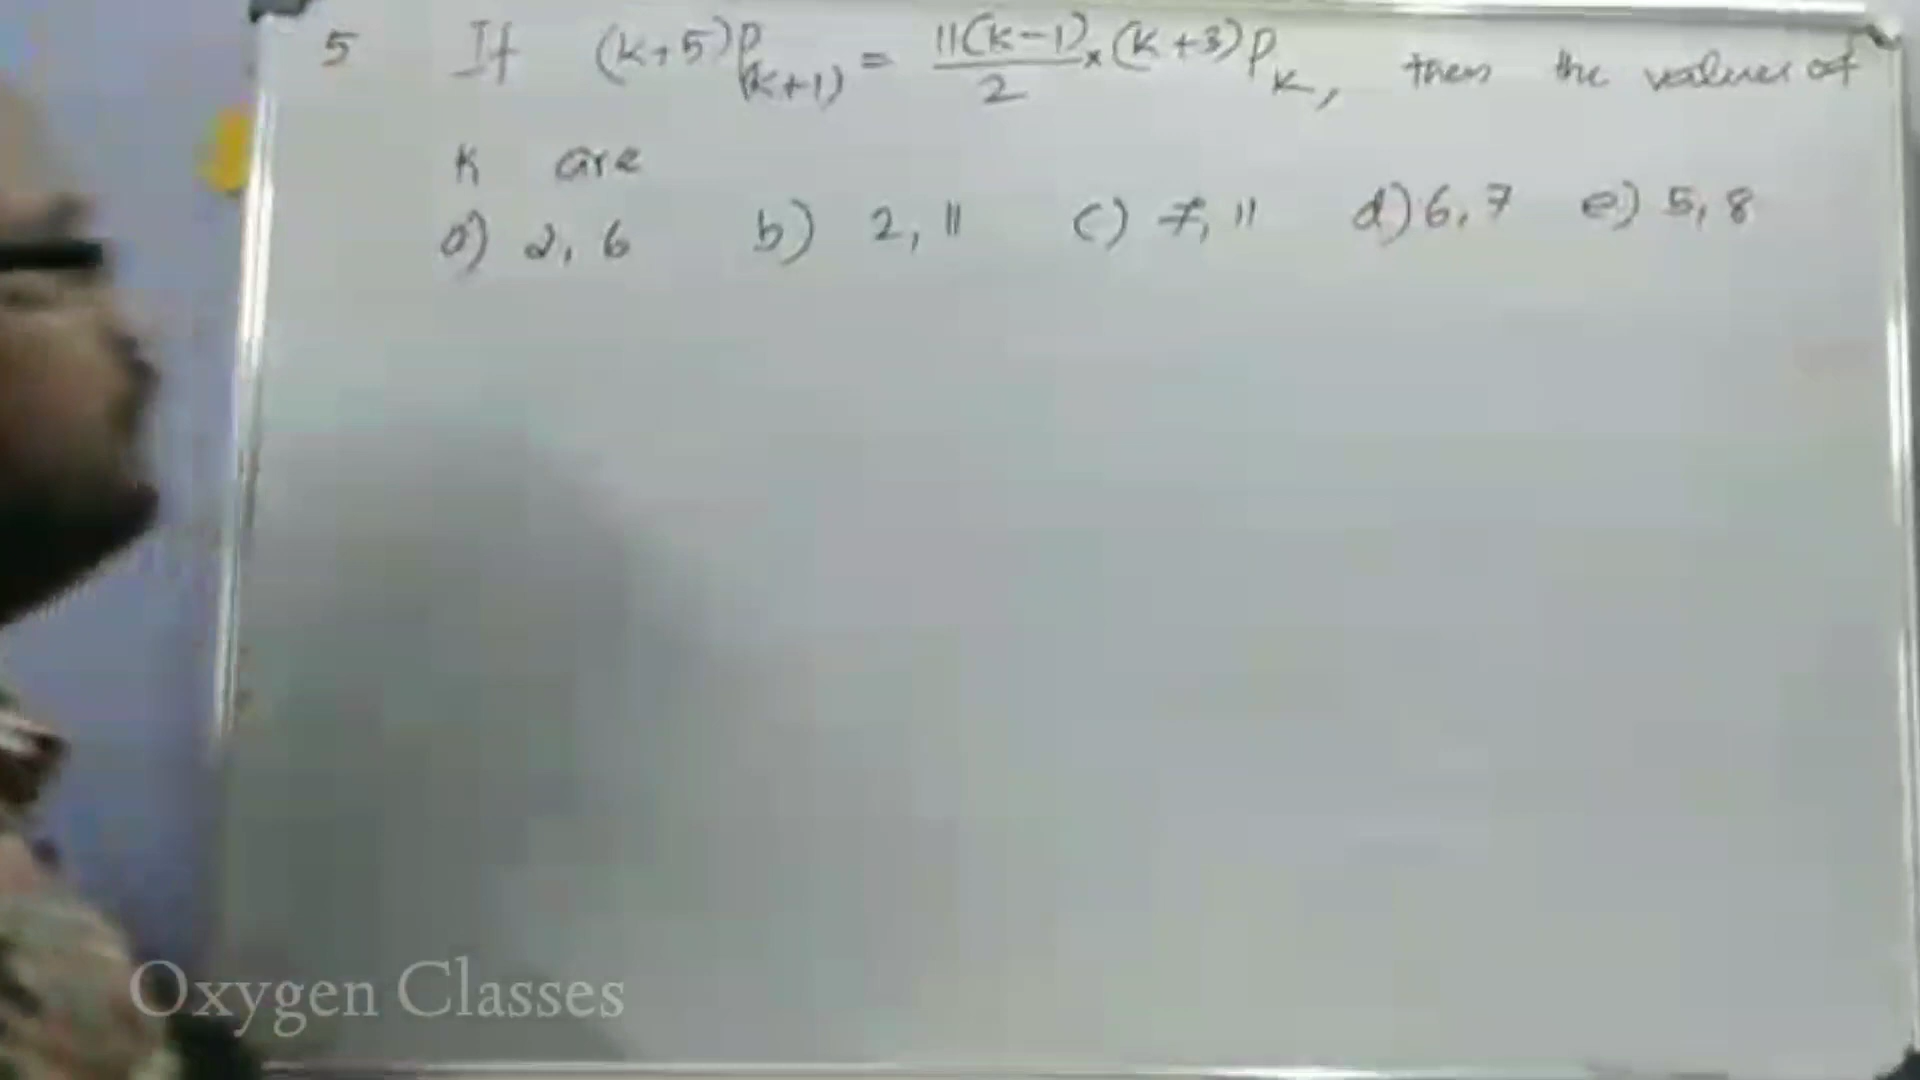 5 If (k+5)P(k+1) = 11(k-1)/2 × (k+3)Pk, then the values of
k are
a) 2, 6 b) 2, 11 c) 7, 11 d) 6, 7 e) 5, 8
Oxygen Classes